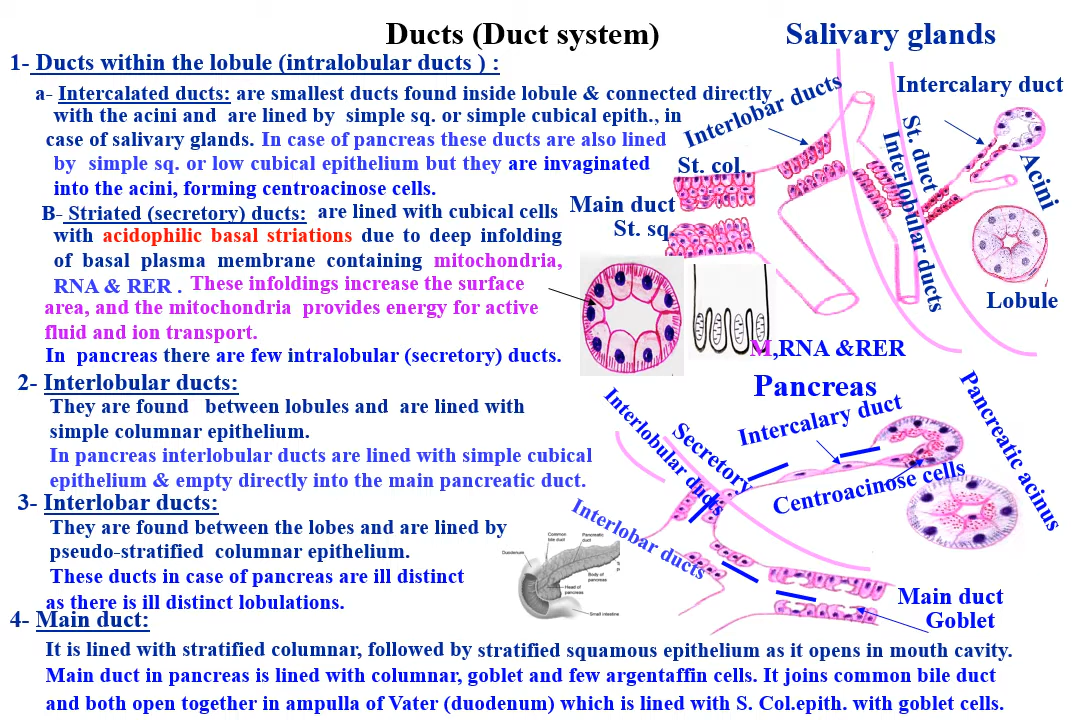 Ducts (Duct system)
Salivary glands
1- Ducts within the lobule (intralobular ducts ) :
a- Intercalated ducts: are smallest ducts found inside lobule & connected directly
with the acini and are lined by simple sq. or simple cubical epith., in
case of salivary glands. In case of pancreas these ducts are also lined
by simple sq. or low cubical epithelium but they are invaginated
into the acini, forming centroacinose cells.
B- Striated (secretory) ducts: are lined with cubical cells
with acidophilic basal striations due to deep infolding
of basal plasma membrane containing mitochondria,
RNA & RER . These infoldings increase the surface
area, and the mitochondria provides energy for active
fluid and ion transport.
In pancreas there are few intralobular (secretory) ducts.
2- Interlobular ducts:
They are found between lobules and are lined with
simple columnar epithelium.
In pancreas interlobular ducts are lined with simple cubical
epithelium & empty directly into the main pancreatic duct.
3- Interlobar ducts:
They are found between the lobes and are lined by
pseudo-stratified columnar epithelium.
These ducts in case of pancreas are ill distinct
as there is ill distinct lobulations.
4- Main duct:
It is lined with stratified columnar, followed by stratified squamous epithelium as it opens in mouth cavity.
Main duct in pancreas is lined with columnar, goblet and few argentaffin cells. It joins common bile duct
and both open together in ampulla of Vater (duodenum) which is lined with S. Col.epith. with goblet cells.
Interlobar ducts
Intercalary duct
St. col.
Main duct
St. sq.
St. duct
Interlobular ducts
Acini
Lobule
M,RNA &RER
Pancreas
Interlobular ducts
Secretory
Intercalary duct
Pancreatic acinus
Centroacinose cells
Interlobar ducts
Main duct
Goblet
Common
bile duct
Pancreatic
duct
Duodenum
Body of
pancreas
Head of
pancreas
Small intestine